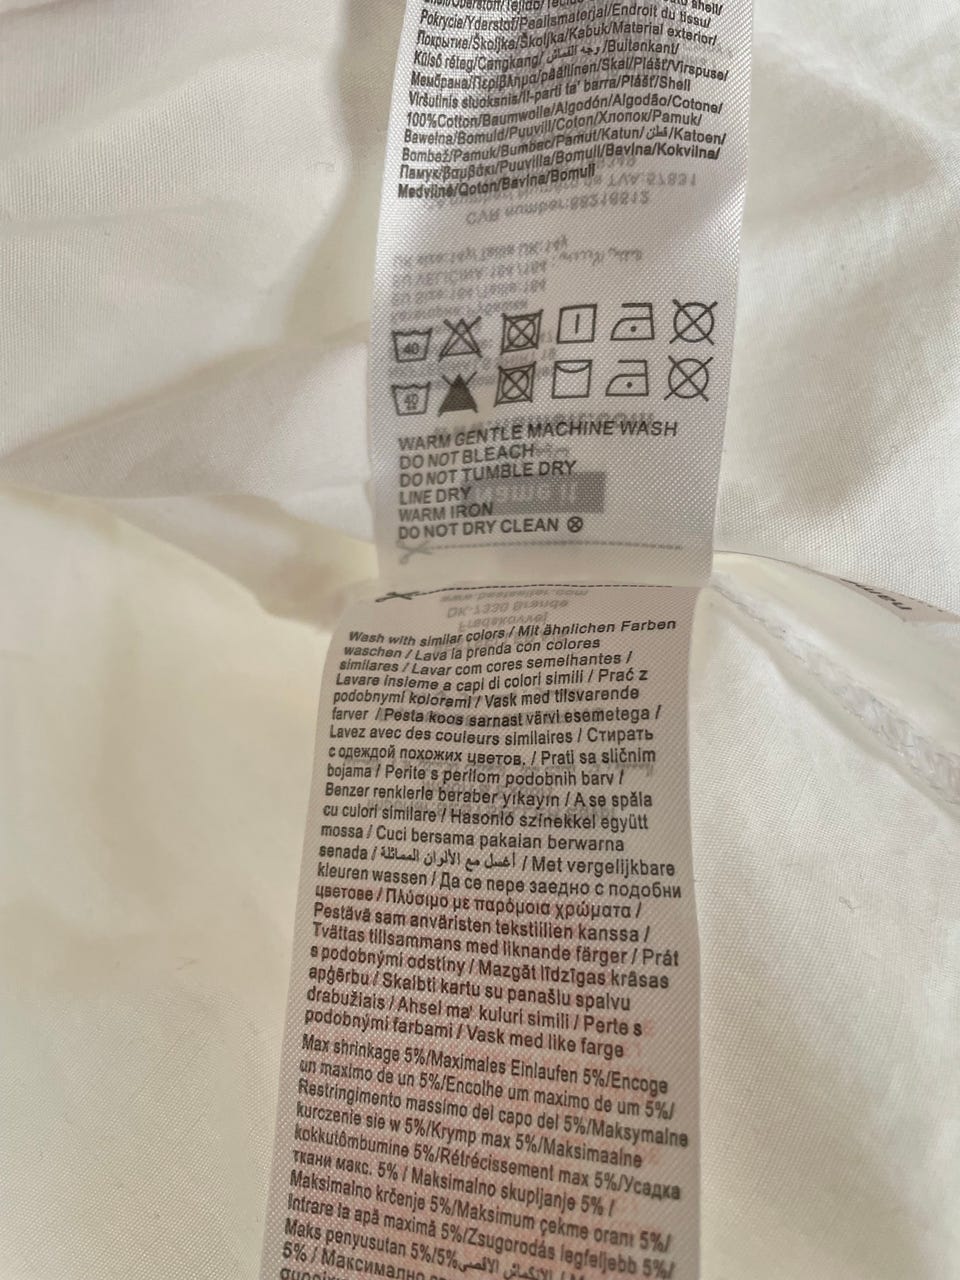 Pokrycie/Yderstof/Pealismaterjal/Endroit du tissu/
Покрытие/Školjka/Školjka/Kabuk/Material exterior/
Külső réteg/Cangkang/ وجه القماش /Buitenkant/
Мембрана/Περίβλημα/päällinen/Skal/Plášť/Virspuse/
Viršutinis sluoksnis/Il-parti ta' barra/Plášť/Shell
100%Cotton/Baumwolle/Algodón/Algodão/Cotone/
Bawełna/Bomuld/Puuvill/Coton/Хлопок/Pamuk/
Bombaž/Pamuk/Bumbac/Pamut/Katun/ قطن /Katoen/
Памук/βαμβάκι/Puuvilla/Bomull/Bavlna/Kokvilna/
Medvilnė/Qoton/Bavlna/Bomull
40
40
WARM GENTLE MACHINE WASH
DO NOT BLEACH
DO NOT TUMBLE DRY
LINE DRY
WARM IRON
DO NOT DRY CLEAN
Wash with similar colors / Mit ähnlichen Farben
waschen / Lava la prenda con colores
similares / Lavar com cores semelhantes /
Lavare insieme a capi di colori simili / Prać z
podobnymi kolorami / Vask med tilsvarende
farver / Pesta koos sarnast värvi esemetega /
Lavez avec des couleurs similaires / Стирать
с одеждой похожих цветов. / Prati sa sličnim
bojama / Perite s perilom podobnih barv /
Benzer renklerle beraber yıkayın / A se spăla
cu culori similare / Hasonló színekkel együtt
mossa / Cuci bersama pakaian berwarna
senada / أغسل مع الألوان المماثلة / Met vergelijkbare
kleuren wassen / Да се пере заедно с подобни
цветове / Πλύσιμο με παρόμοια χρώματα /
Pestävä sam anväristen tekstiilien kanssa /
Tvättas tillsammans med liknande färger / Prát
s podobnými odstíny / Mazgāt līdzīgas krāsas
apģērbu / Skalbti kartu su panašiu spalvu
drabužiais / Ahsel ma' kuluri simili / Perte s
podobnými farbami / Vask med like farge
Max shrinkage 5%/Maximales Einlaufen 5%/Encoge
un maximo de un 5%/Encolhe um maximo de um 5%/
Restringimento massimo del capo del 5%/Maksymalne
kurczenie sie w 5%/Krymp max 5%/Maksimaalne
kokkutõmbumine 5%/Rétrécissement max 5%/Усадка
ткани макс. 5% / Maksimalno skupljanje 5% /
Maksimalno krčenje 5%/Maksimum çekme oranı 5%/
Intrare la apă maximă 5%/Zsugorodás legfeljebb 5%/
Maks penyusutan 5%/5%
5% / Максимално